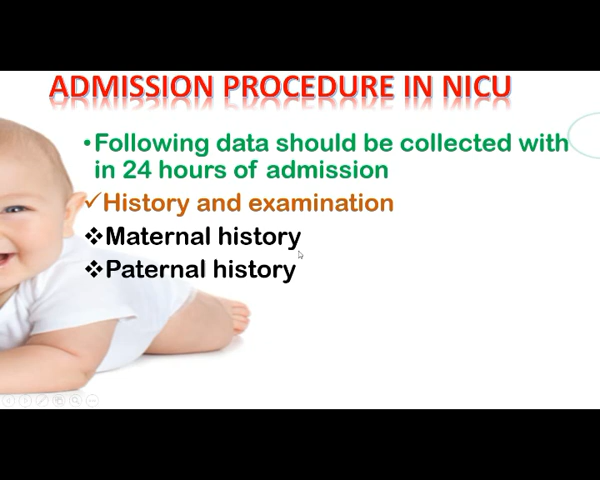 ADMISSION PROCEDURE IN NICU
•Following data should be collected with
in 24 hours of admission
✓History and examination
❖Maternal history
❖Paternal history